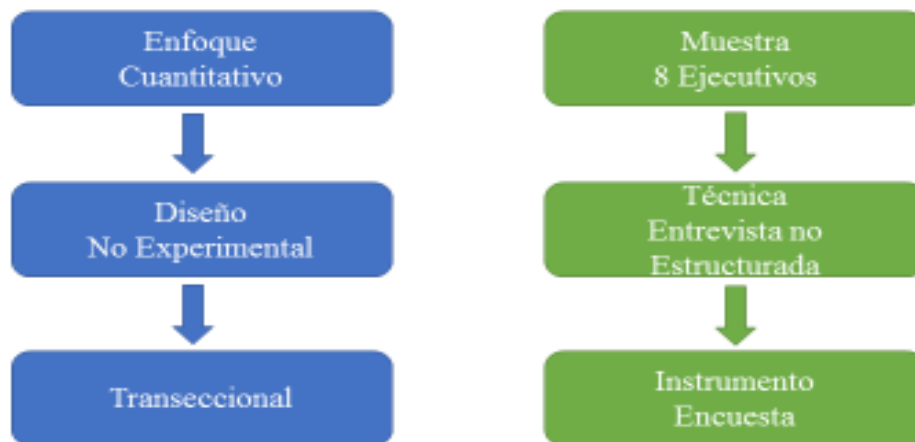 Enfoque
Cuantitativo
Diseño
No Experimental
Transeccional
Muestra
8 Ejecutivos
Técnica
Entrevista no
Estructurada
Instrumento
Encuesta